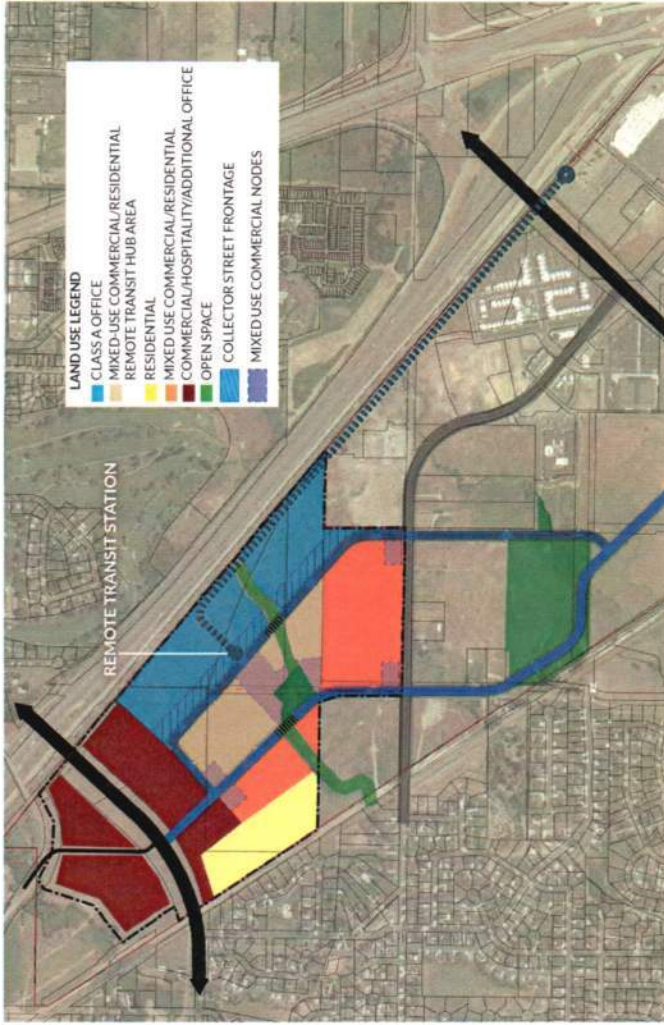 LAND USE LEGEND
CLASS A OFFICE
MIXED-USE COMMERCIAL/RESIDENTIAL
REMOTE TRANSIT HUB AREA
RESIDENTIAL
MIXED USE COMMERCIAL/RESIDENTIAL
COMMERCIAL/HOSPITALITY/ADDITIONAL OFFICE
OPEN SPACE
COLLECTOR STREET FRONTAGE
MIXED USE COMMERCIAL NODES
REMOTE TRANSIT STATION